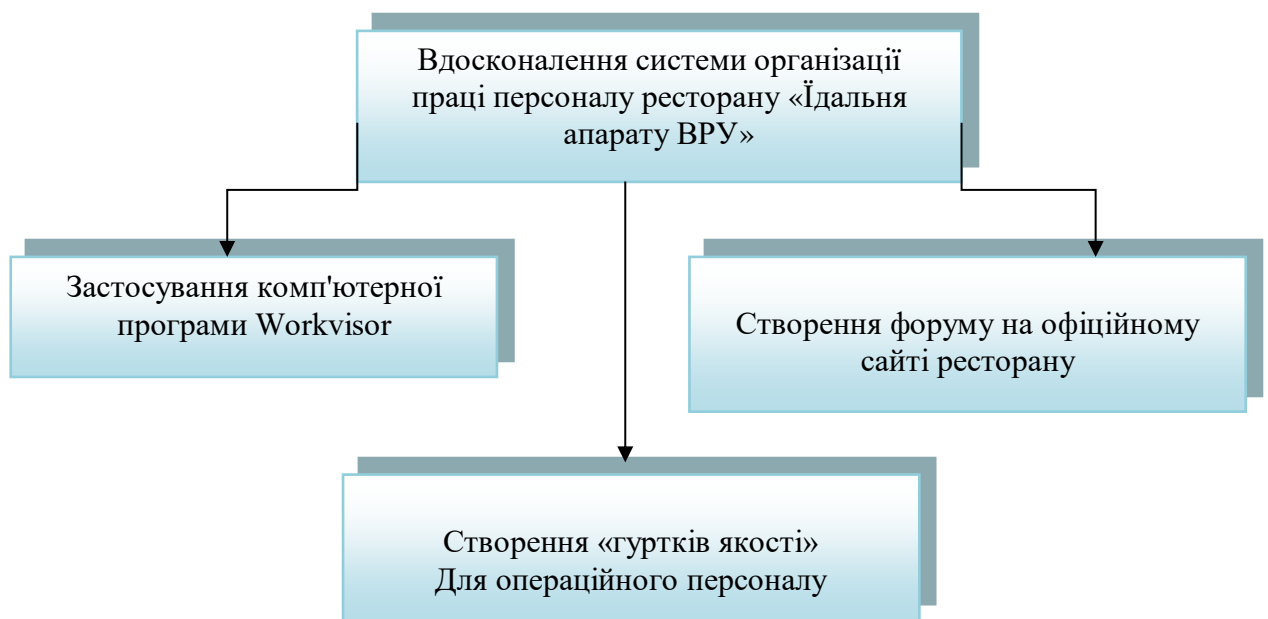 Вдосконалення системи організації
праці персоналу ресторану «Їдальня
апарату ВРУ»
Застосування комп'ютерної
програми Workvisor
Створення форуму на офіційному
сайті ресторану
Створення «гуртків якості»
Для операційного персоналу